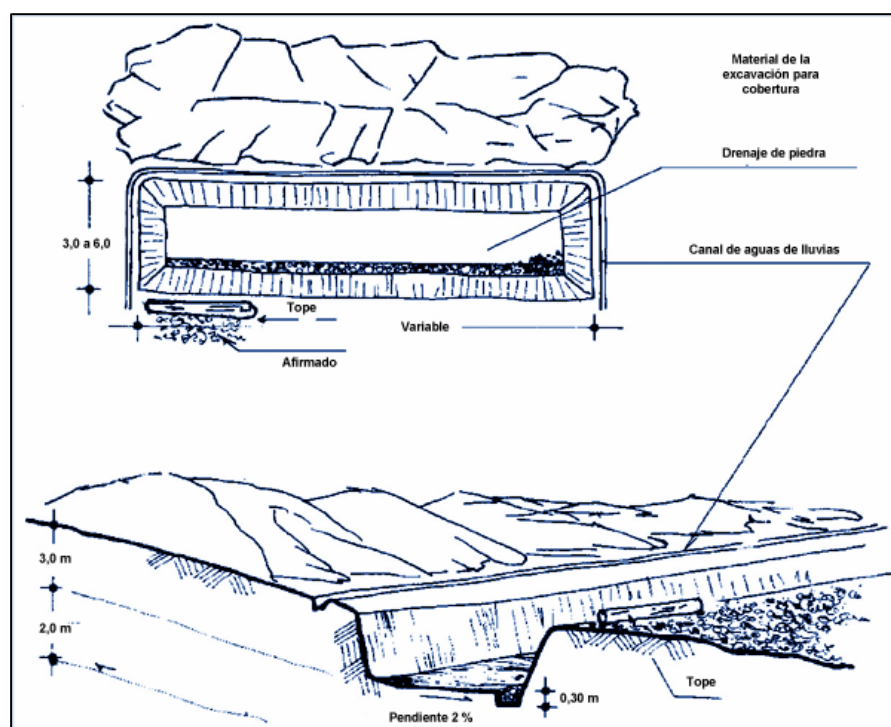 Material de la
excavación para
cobertura
Drenaje de piedra
3,0 a 6,0
Canal de aguas de lluvias
Tope
Variable
Afirmado
3,0 m
2,0 m
0,30 m
Tope
Pendiente 2 %